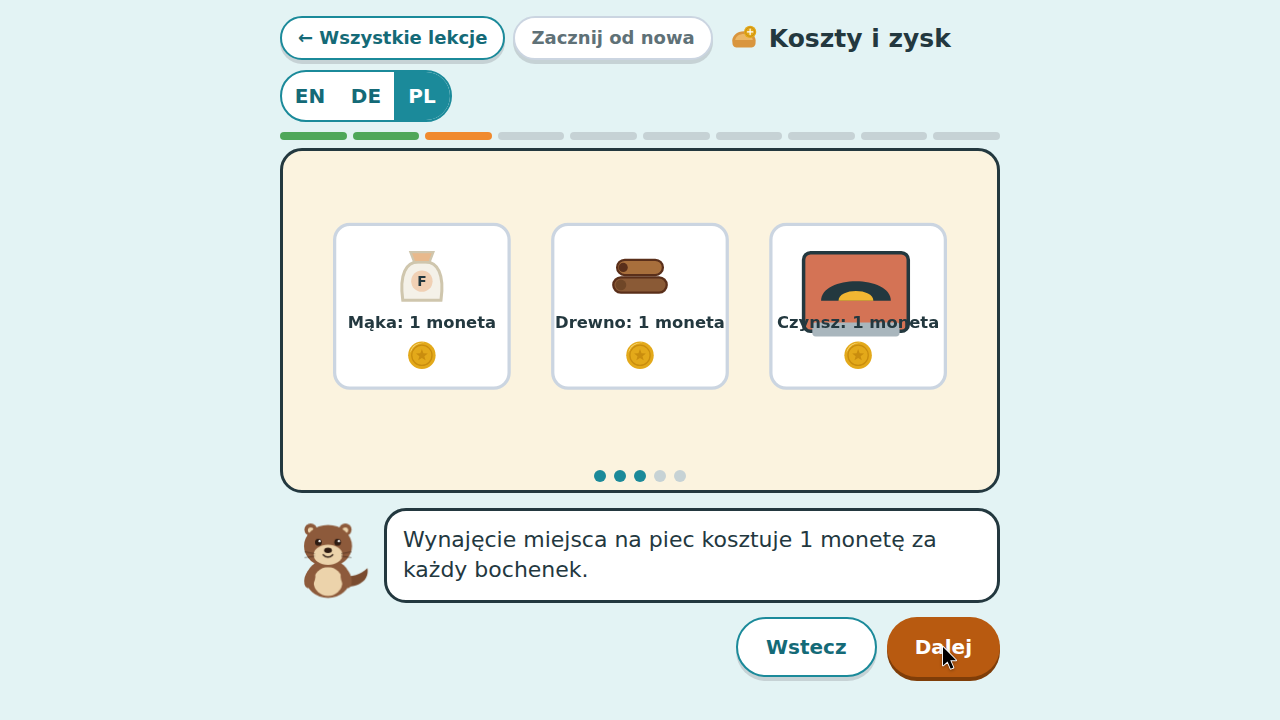 ← Wszystkie lekcje
Zacznij od nowa
Koszty i zysk
EN DE PL
F
Mąka: 1 moneta
Drewno: 1 moneta
Czynsz: 1 moneta
Wynajęcie miejsca na piec kosztuje 1 monetę za
każdy bochenek.
Wstecz
Dalej